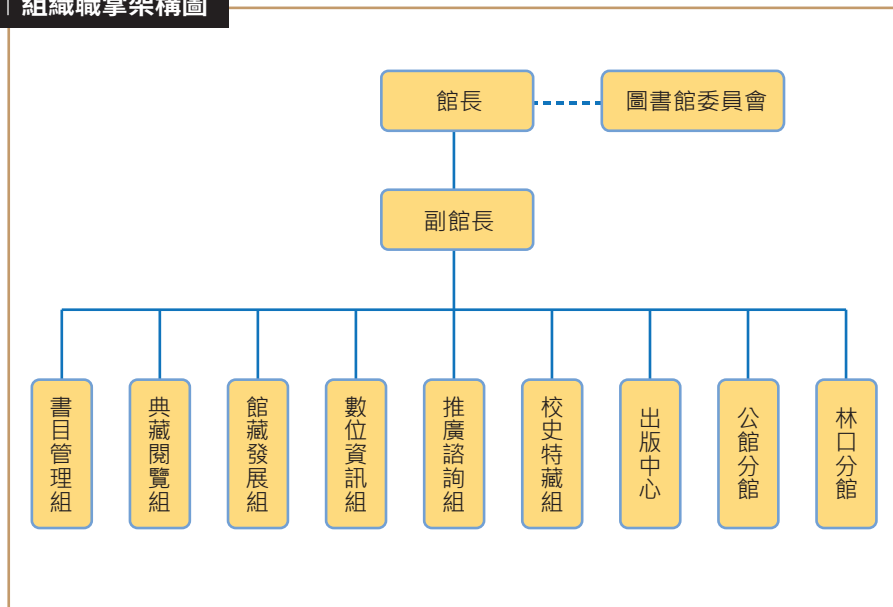 組織職掌架構圖
館長
圖書館委員會
副館長
書目管理組
典藏閱覽組
館藏發展組
數位資訊組
推廣諮詢組
校史特藏組
出版中心
公館分館
林口分館